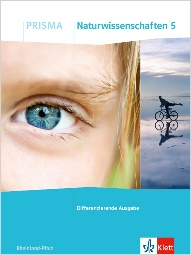 PRISMA Naturwissenschaften 5
Differenzierende Ausgabe
Rheinland-Pfalz
Klett